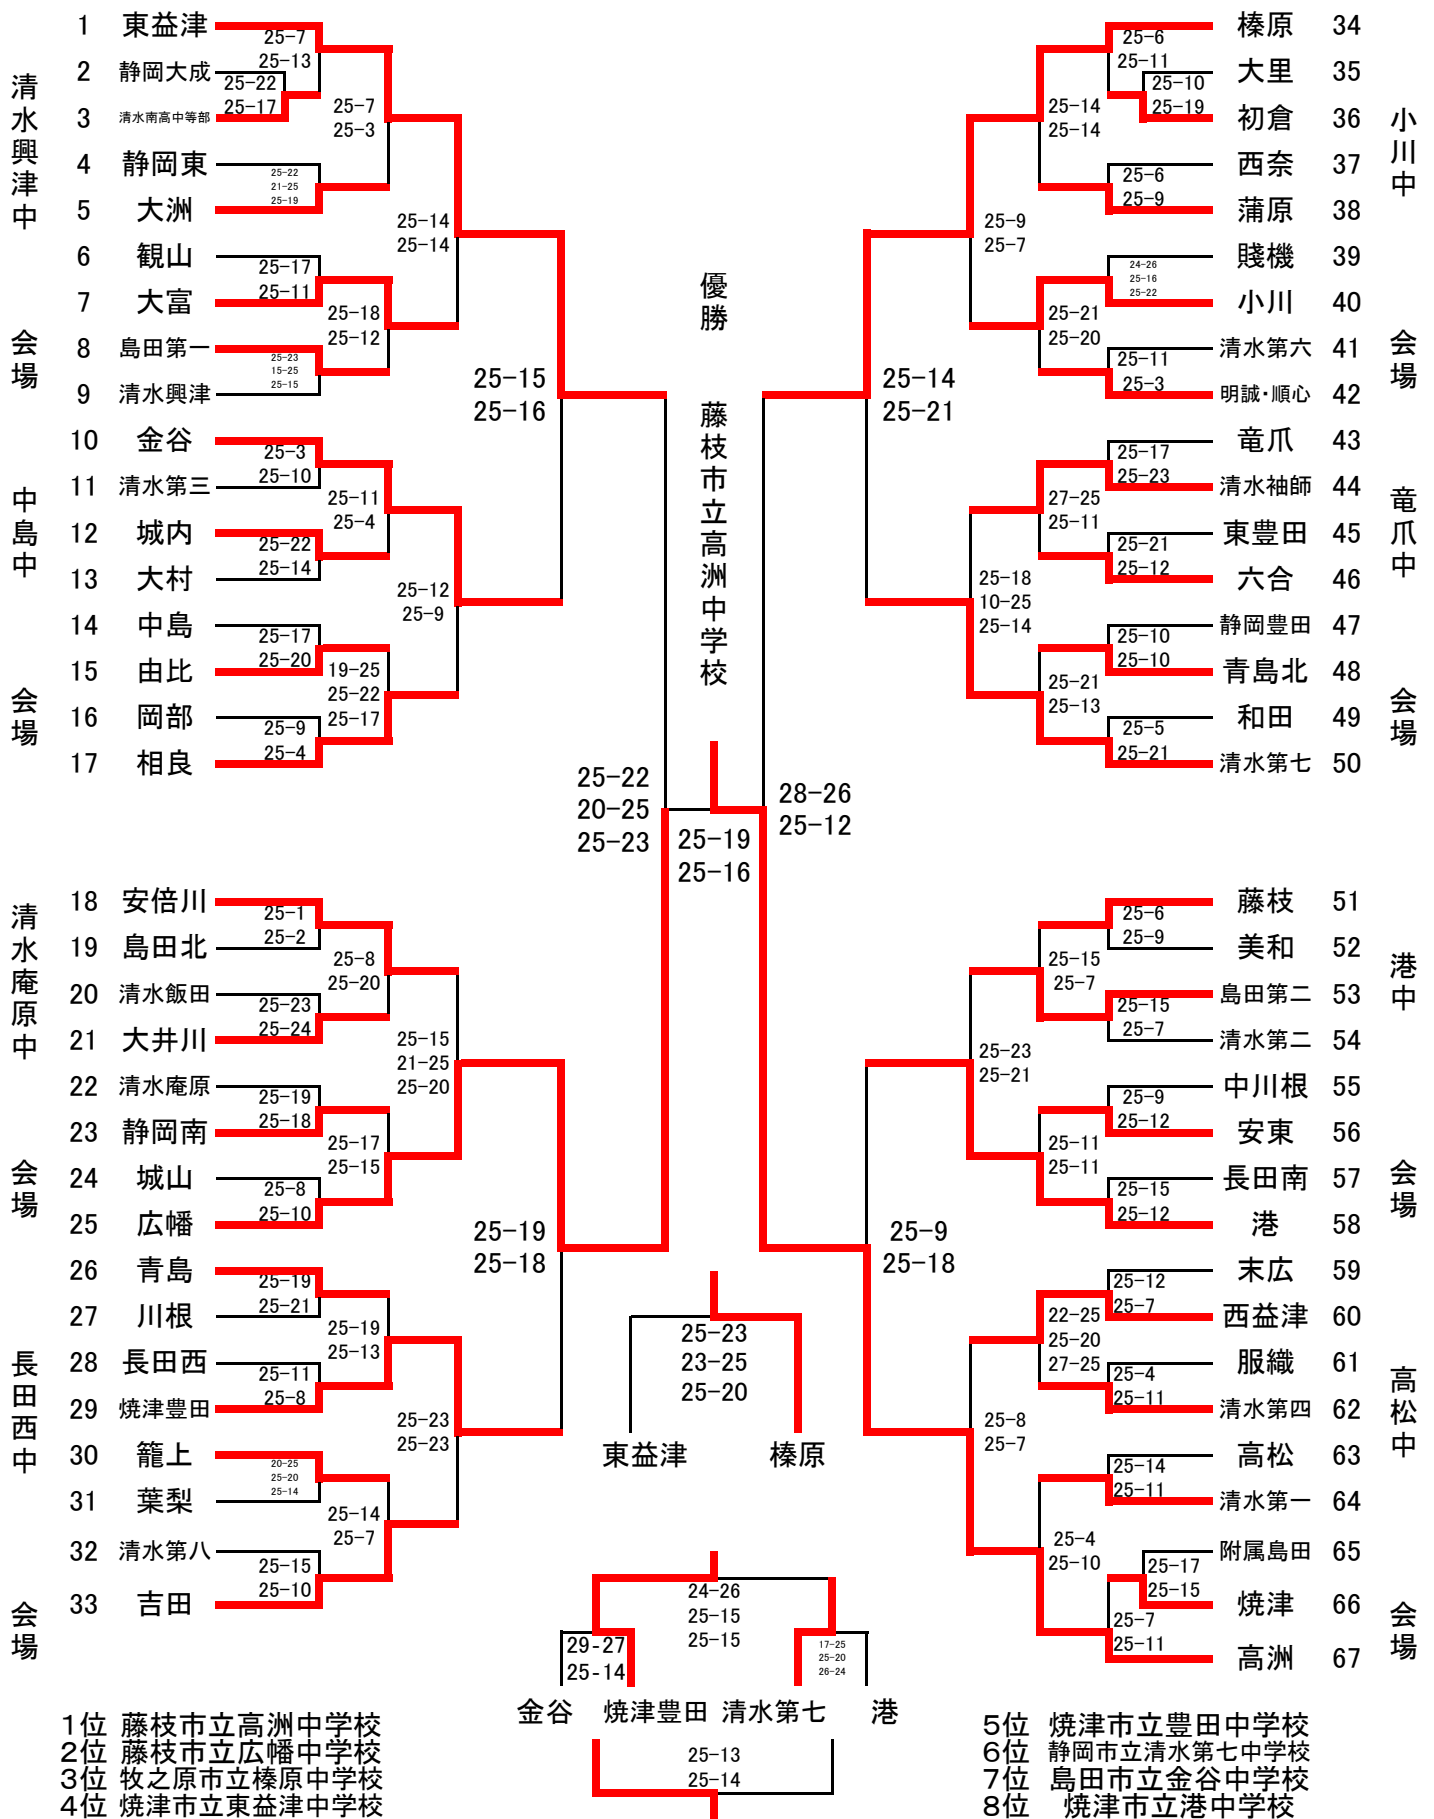 清水興津中
会場
1 東益津
2 静岡大成
3 清水南高中等部
4 静岡東
5 大洲
6 観山
7 大富
8 島田第一
9 清水興津
25-7
25-13
25-22
25-17
25-7
25-3
25-22
21-25
25-19
25-14
25-14
25-17
25-11
25-18
25-12
25-23
15-25
25-15
25-15
25-16
中島中
会場
10 金谷
11 清水第三
12 城内
13 大村
14 中島
15 由比
16 岡部
17 相良
25-3
25-10
25-11
25-4
25-22
25-14
25-12
25-9
25-17
25-20
19-25
25-22
25-17
25-9
25-4
清水庵原中
会場
18 安倍川
19 島田北
20 清水飯田
21 大井川
22 清水庵原
23 静岡南
24 城山
25 広幡
25-1
25-2
25-8
25-20
25-23
25-24
25-15
21-25
25-20
25-19
25-18
25-17
25-15
25-8
25-10
25-19
25-18
長田西中
会場
26 青島
27 川根
28 長田西
29 焼津豊田
30 籠上
31 葉梨
32 清水第八
33 吉田
25-19
25-21
25-19
25-13
25-11
25-8
25-23
25-23
20-25
25-20
25-14
25-14
25-7
25-15
25-10
優勝
藤枝市立高洲中学校
25-22
20-25
25-23
25-19
25-16
28-26
25-12
榛原 34
大里 35
初倉 36
西奈 37
蒲原 38
賤機 39
小川 40
清水第六 41
明誠・順心 42
小川中
会場
25-6
25-11
25-10
25-19
25-14
25-14
25-6
25-9
25-9
25-7
24-26
25-16
25-22
25-21
25-20
25-11
25-3
25-14
25-21
竜爪 43
清水袖師 44
東豊田 45
六合 46
静岡豊田 47
青島北 48
和田 49
清水第七 50
竜爪中
会場
25-17
25-23
27-25
25-11
25-21
25-12
25-18
10-25
25-14
25-10
25-10
25-21
25-13
25-5
25-21
藤枝 51
美和 52
島田第二 53
清水第二 54
中川根 55
安東 56
長田南 57
港 58
港中
会場
25-6
25-9
25-15
25-7
25-15
25-7
25-23
25-21
25-9
25-12
25-11
25-11
25-15
25-12
25-9
25-18
末広 59
西益津 60
服織 61
清水第四 62
高松 63
清水第一 64
附属島田 65
焼津 66
高洲 67
高松中
会場
25-12
25-7
22-25
25-20
27-25
25-4
25-11
25-8
25-7
25-14
25-11
25-4
25-10
25-17
25-15
25-7
25-11
25-23
23-25
25-20
東益津 榛原
24-26
25-15
25-15
29-27
25-14
17-25
25-20
26-24
金谷 焼津豊田 清水第七 港
25-13
25-14
1位 藤枝市立高洲中学校
2位 藤枝市立広幡中学校
3位 牧之原市立榛原中学校
4位 焼津市立東益津中学校
5位 焼津市立豊田中学校
6位 静岡市立清水第七中学校
7位 島田市立金谷中学校
8位 焼津市立港中学校